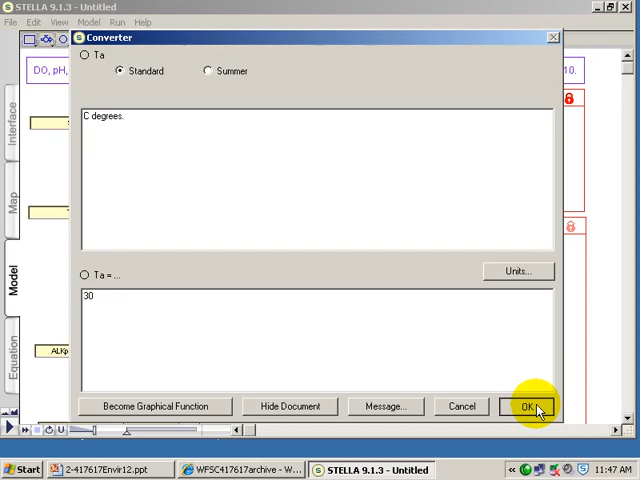 STELLA 9.1.3 - Untitled
File Edit View Model Run Help
Converter
Ta
Standard Summer
DO, pH,
10.
C degrees.
Units...
Ta = ...
30
ALKp
Become Graphical Function Hide Document Message... Cancel OK
Interface
Map
Model
Equation
Start 2-417617Envir12.ppt WFSC417617archive - W... STELLA 9.1.3 - Untitled 11:47 AM